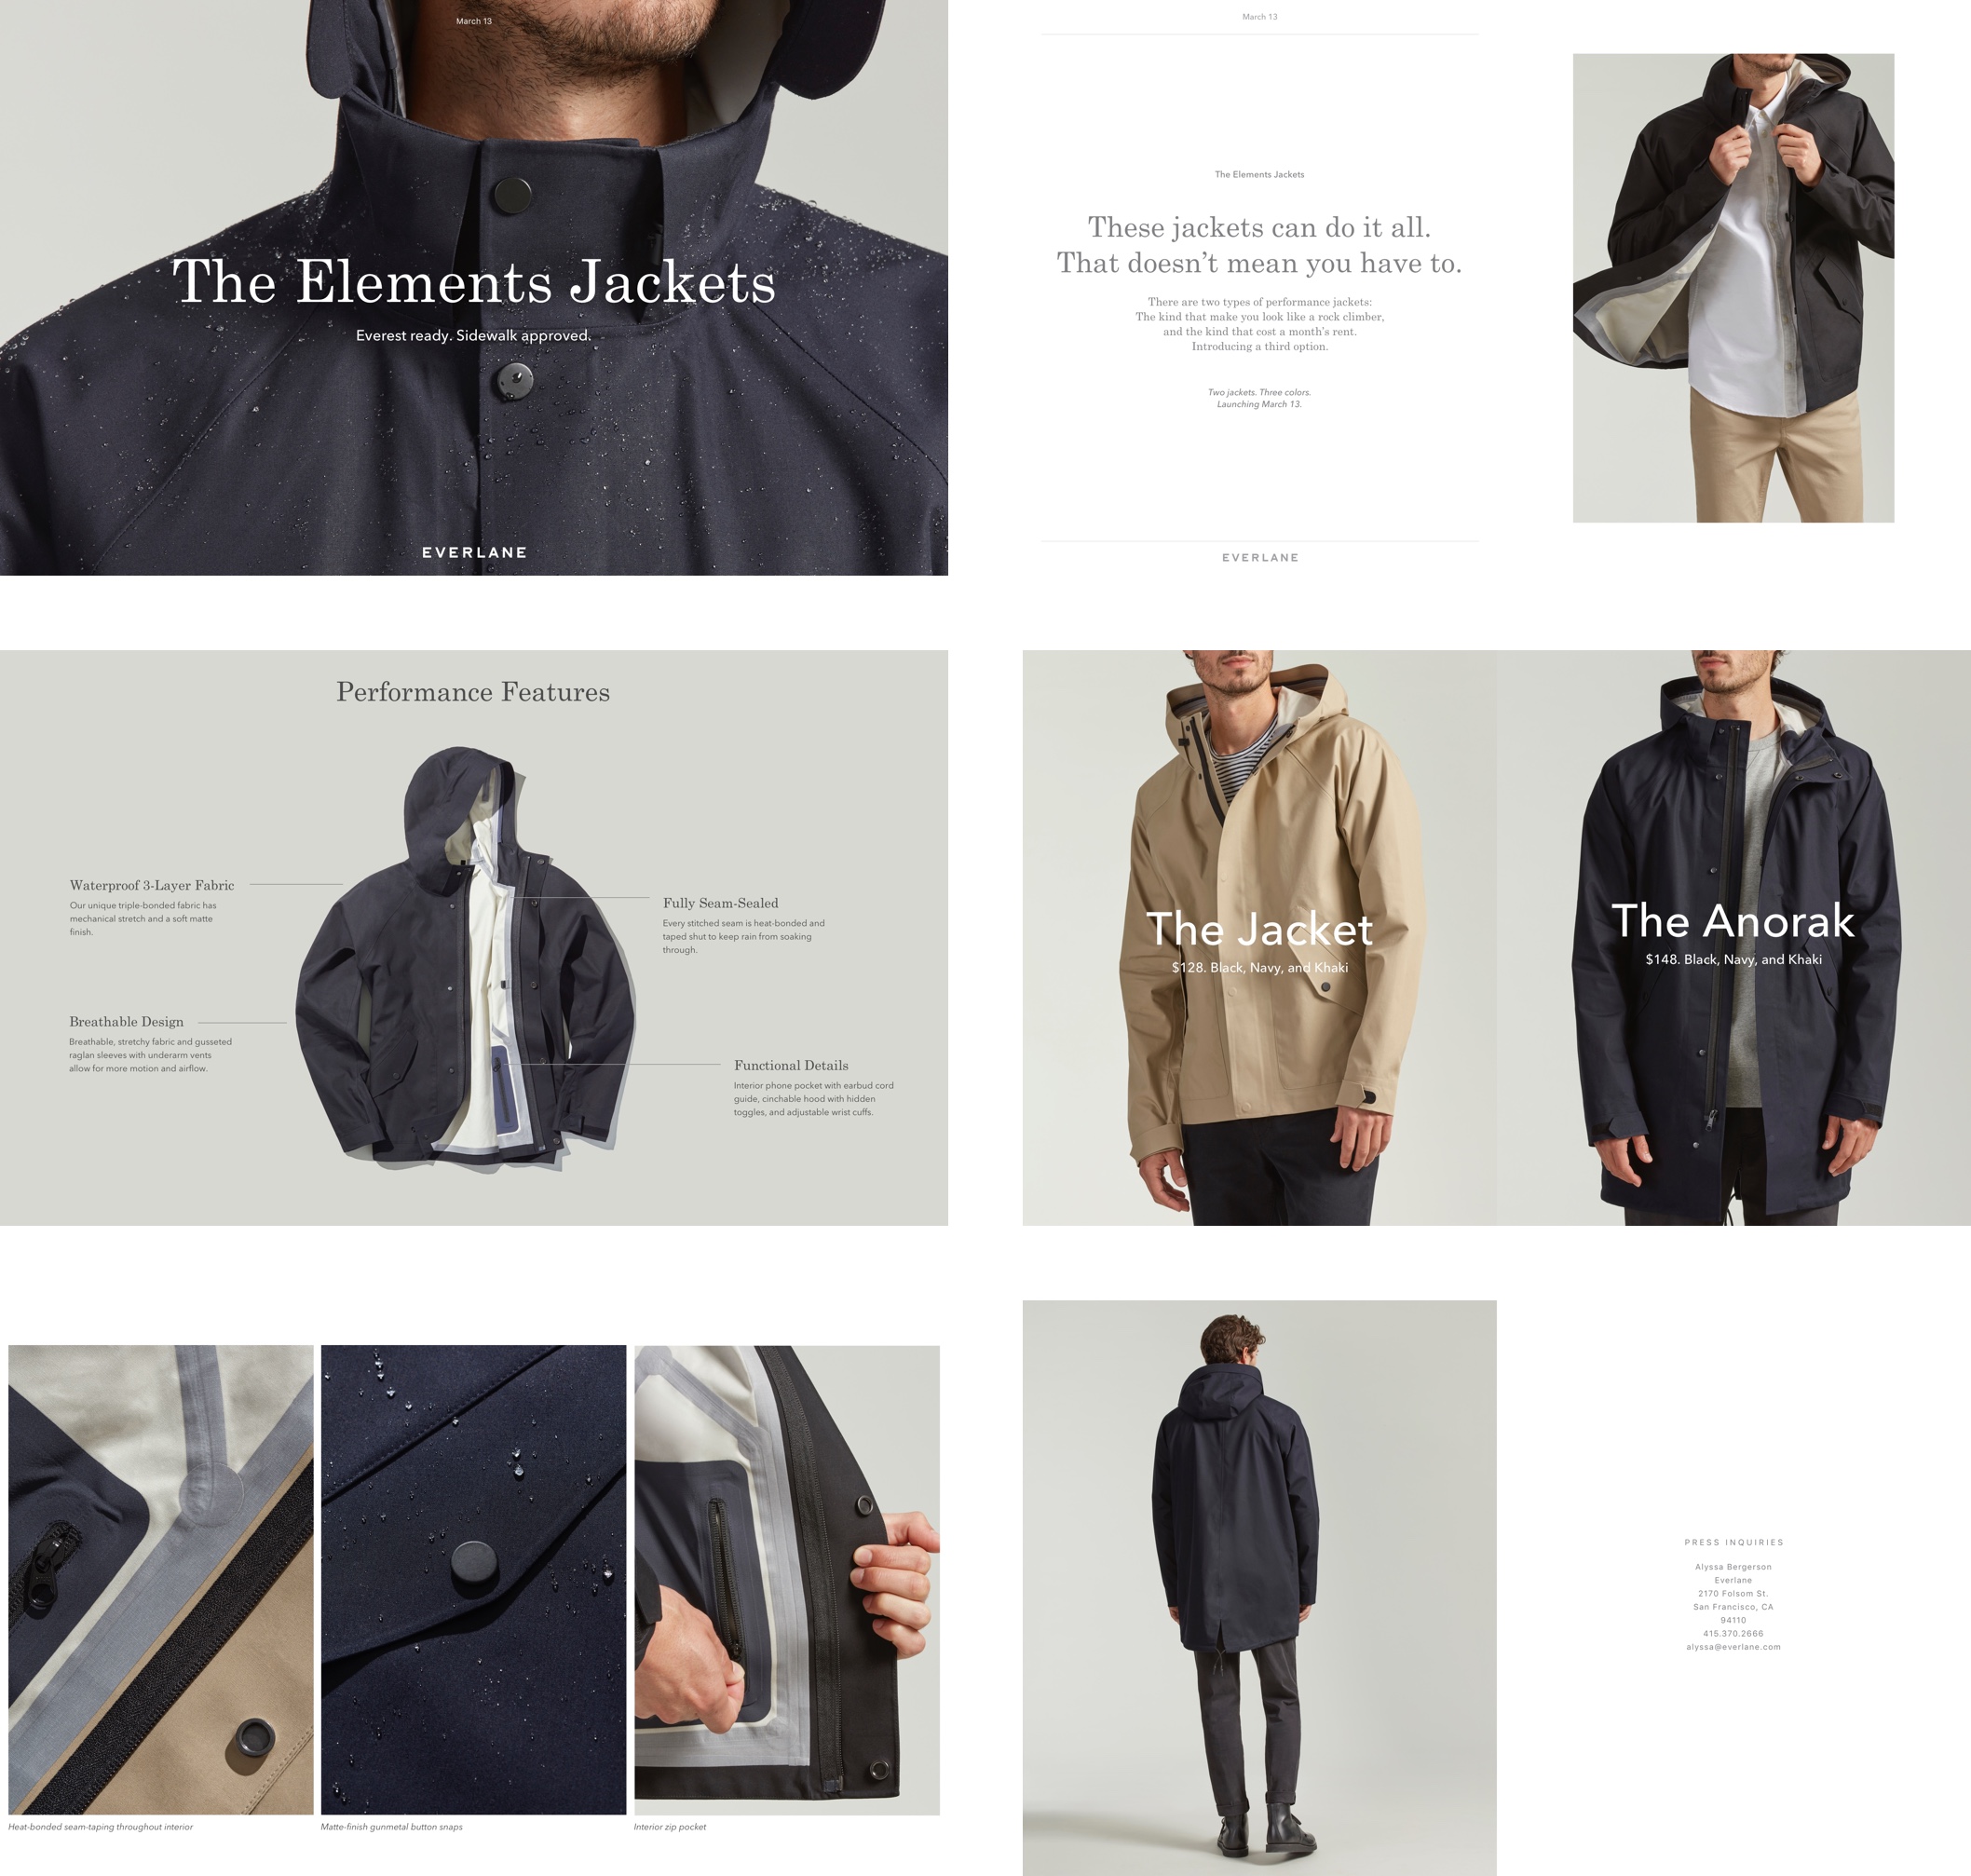 March 13
The Elements Jackets
Everest ready. Sidewalk approved.
EVERLANE
March 13
The Elements Jackets
These jackets can do it all.
That doesn’t mean you have to.
There are two types of performance jackets:
The kind that make you look like a rock climber,
and the kind that cost a month’s rent.
Introducing a third option.
Two jackets. Three colors.
Launching March 13.
EVERLANE
Performance Features
Waterproof 3-Layer Fabric
Our unique triple-bonded fabric has
mechanical stretch and a soft matte
finish.
Fully Seam-Sealed
Every stitched seam is heat-bonded and
taped shut to keep rain from soaking
through.
Breathable Design
Breathable, stretchy fabric and gusseted
raglan sleeves with underarm vents
allow for more motion and airflow.
Functional Details
Interior phone pocket with earbud cord
guide, cinchable hood with hidden
toggles, and adjustable wrist cuffs.
The Jacket
$128. Black, Navy, and Khaki
The Anorak
$148. Black, Navy, and Khaki
Heat-bonded seam-taping throughout interior
Matte-finish gunmetal button snaps
Interior zip pocket
PRESS INQUIRIES
Alyssa Bergerson
Everlane
2170 Folsom St.
San Francisco, CA
94110
415.370.2666
alyssa@everlane.com